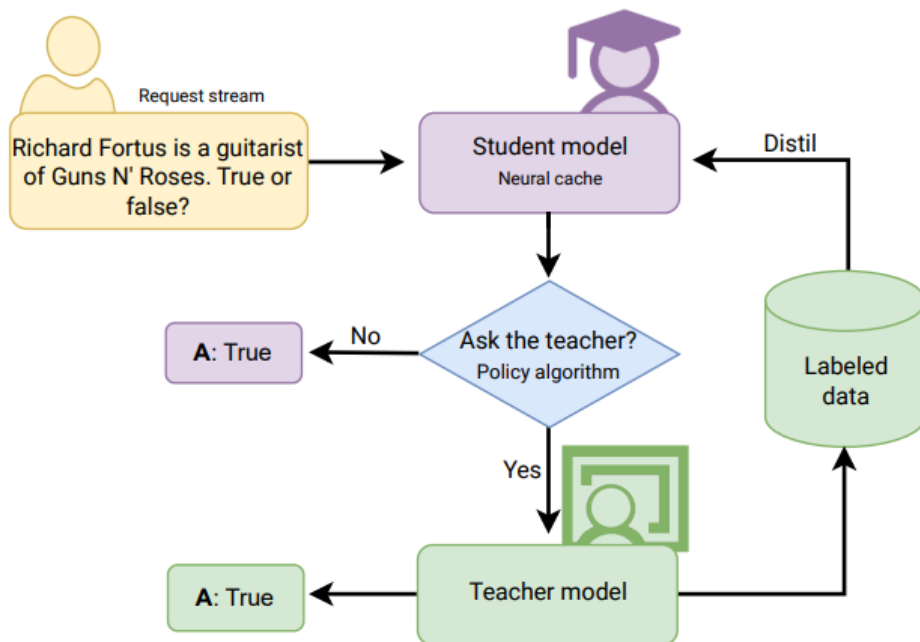 Request stream
Richard Fortus is a guitarist
of Guns N' Roses. True or
false?
Student model
Neural cache
Distil
Ask the teacher?
Policy algorithm
No
A: True
Labeled
data
Yes
Teacher model
A: True